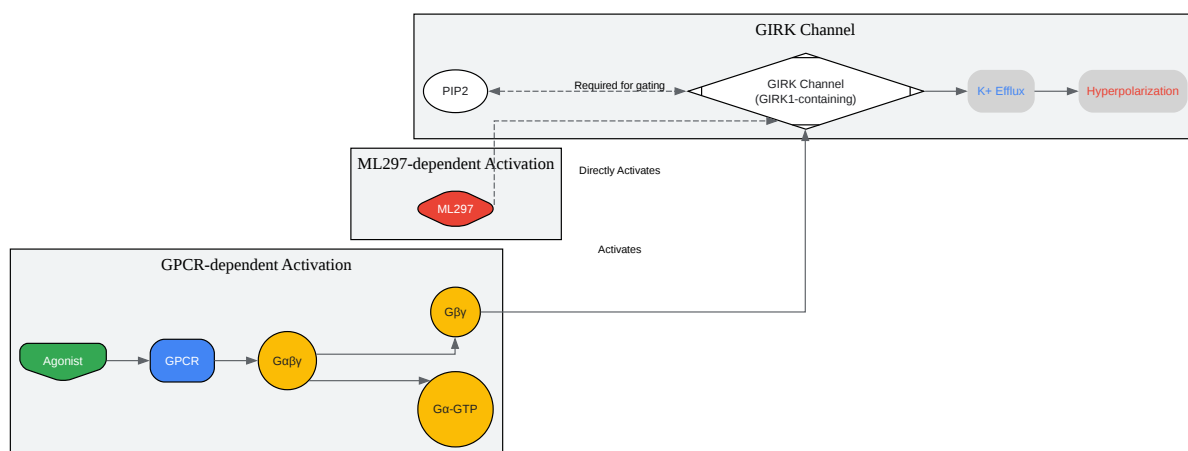 GIRK Channel
PIP2
Required for gating
GIRK Channel
(GIRK1-containing)
K+ Efflux
Hyperpolarization
ML297-dependent Activation
Directly Activates
ML297
Activates
GPCR-dependent Activation
Gβγ
Agonist
GPCR
Gαβγ
Gα-GTP